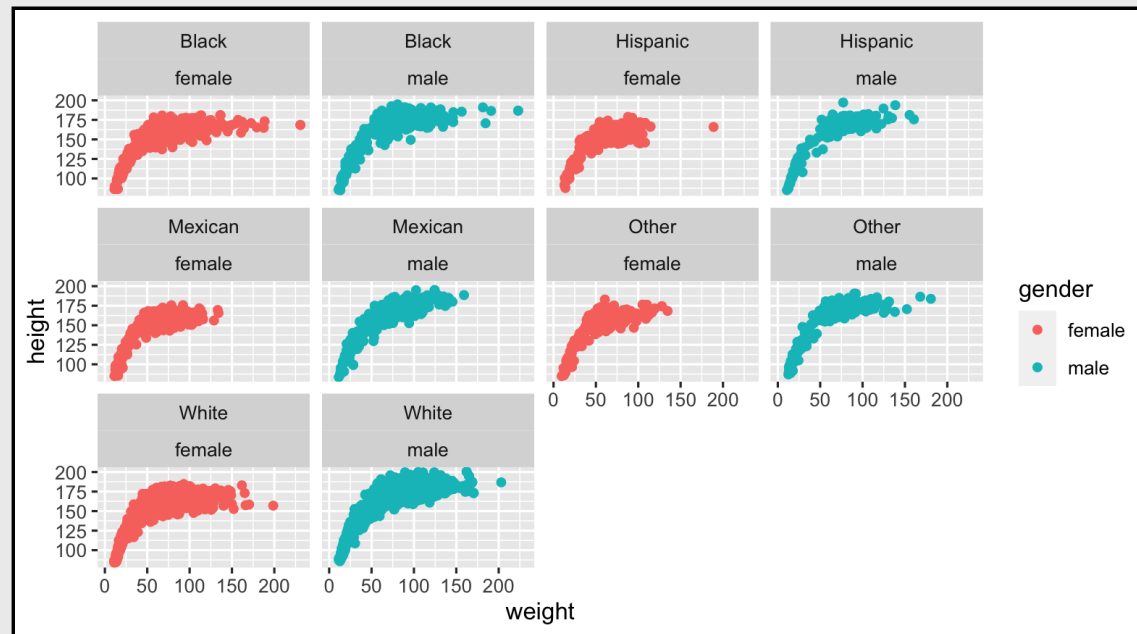 Black Black Hispanic Hispanic
female male female male
200
175
150
125
100
Mexican Mexican Other Other
female male female male
200
175
150
125
100
0 50 100 150 200 0 50 100 150 200
White White
female male
200
175
150
125
100
0 50 100 150 200 0 50 100 150 200
height
weight
gender
female
male